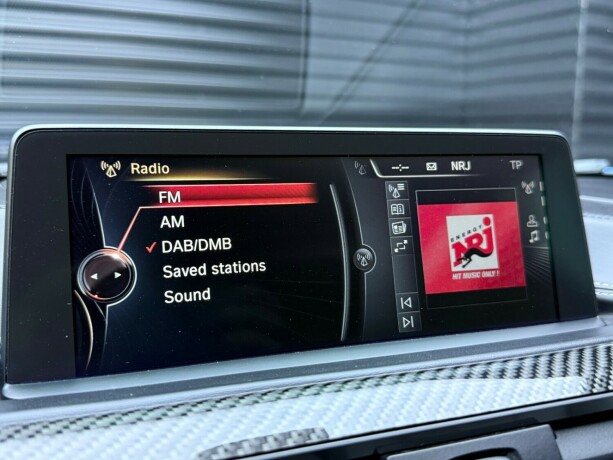 Radio
FM
AM
DAB/DMB
Saved stations
Sound
NRJ
TP
ENERGY
NRJ
HIT MUSIC ONLY !